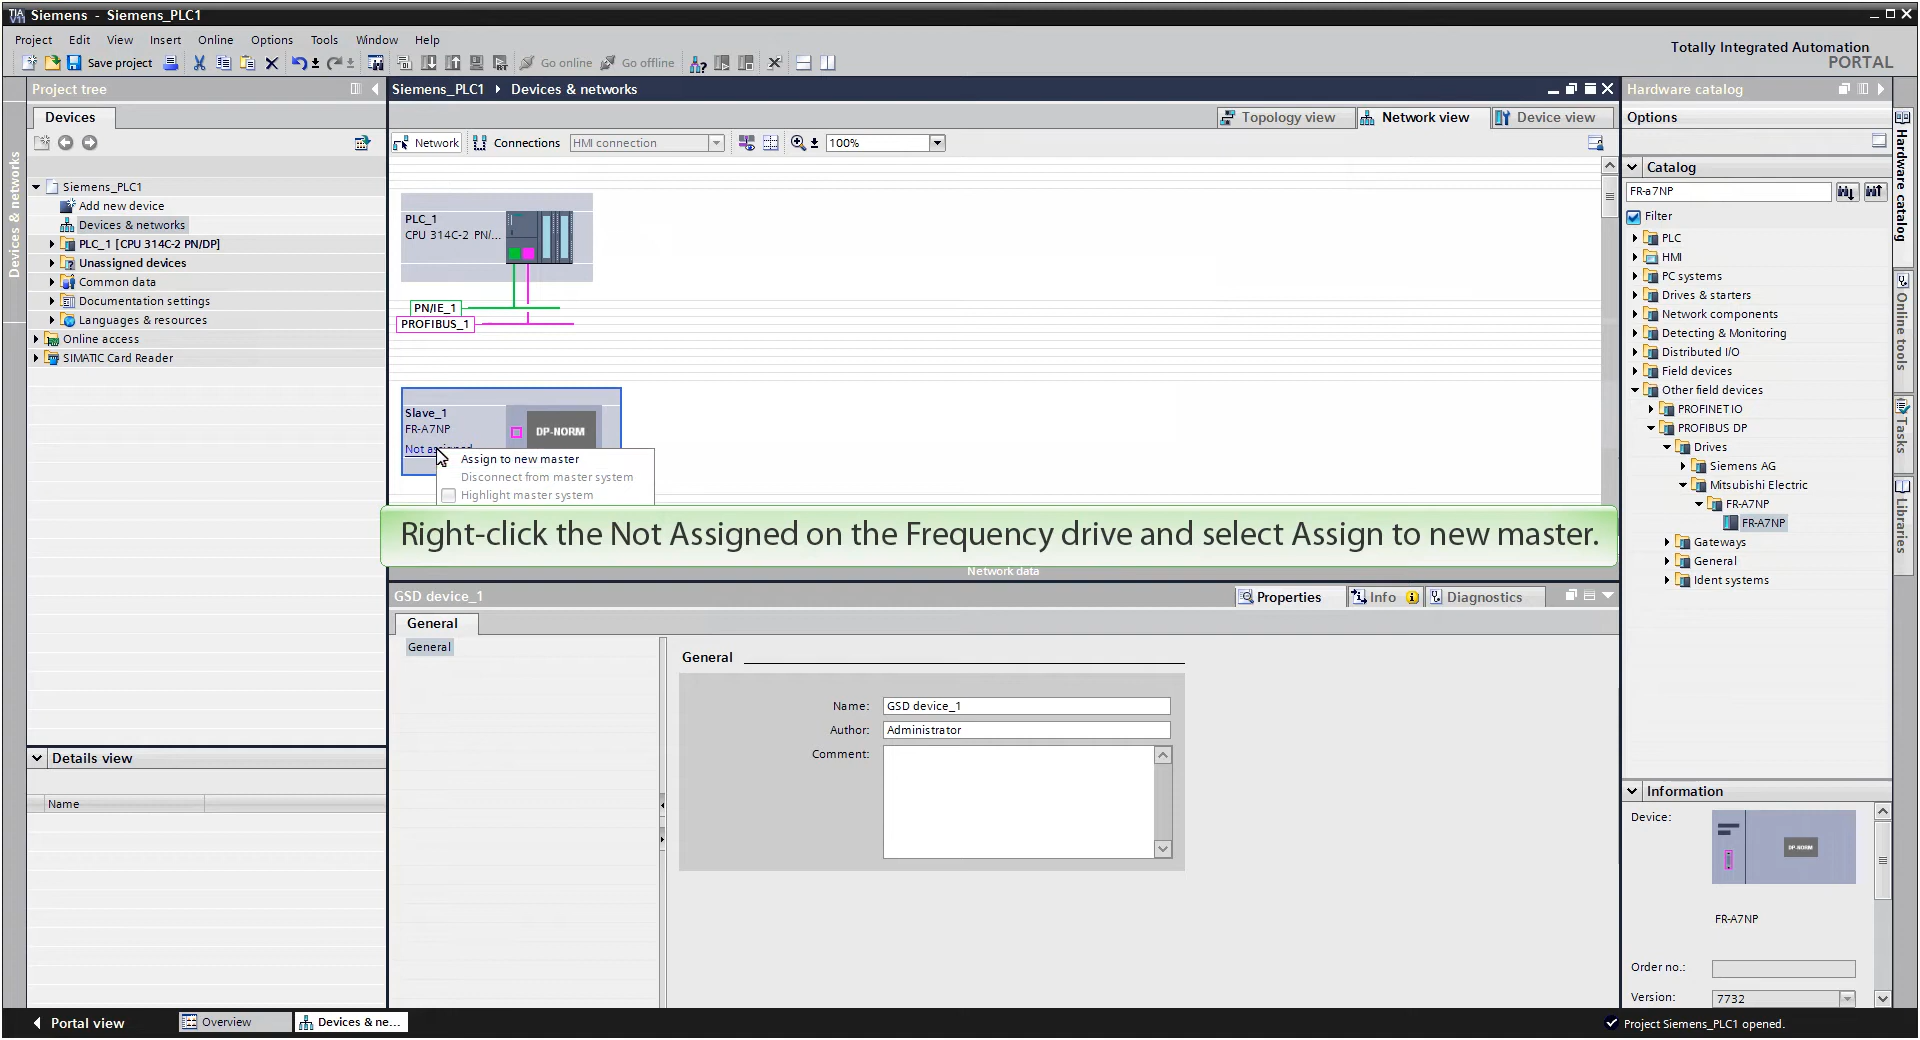 Siemens - Siemens_PLC1
Project Edit View Insert Online Options Tools Window Help
Totally Integrated Automation
PORTAL
Save project Go online Go offline
Project tree
Siemens_PLC1 Devices & networks
Hardware catalog
Devices
Topology view Network view Device view
Options
Network Connections HMI connection 100%
Devices & networks
Siemens_PLC1
Add new device
Devices & networks
PLC_1 [CPU 314C-2 PN/DP]
Unassigned devices
Common data
Documentation settings
Languages & resources
Online access
SIMATIC Card Reader
Details view
Name
PLC_1
CPU 314C-2 PN/...
PN/IE_1
PROFIBUS_1
Slave_1
FR-A7NP
DP-NORM
Not assigned
Assign to new master
Disconnect from master system
Highlight master system
Right-click the Not Assigned on the Frequency drive and select Assign to new master.
Network data
GSD device_1
Properties Info Diagnostics
General
General
General
Name: GSD device_1
Author: Administrator
Comment:
Catalog
FR-a7NP
Filter
PLC
HMI
PC systems
Drives & starters
Network components
Detecting & Monitoring
Distributed I/O
Field devices
Other field devices
PROFINET IO
PROFIBUS DP
Drives
Siemens AG
Mitsubishi Electric
FR-A7NP
FR-A7NP
Gateways
General
Ident systems
Information
Device:
DP-NORM
FR-A7NP
Order no.:
Version: 7732
Hardware catalog
Online tools
Tasks
Libraries
Portal view
Overview
Devices & ne...
Project Siemens_PLC1 opened.